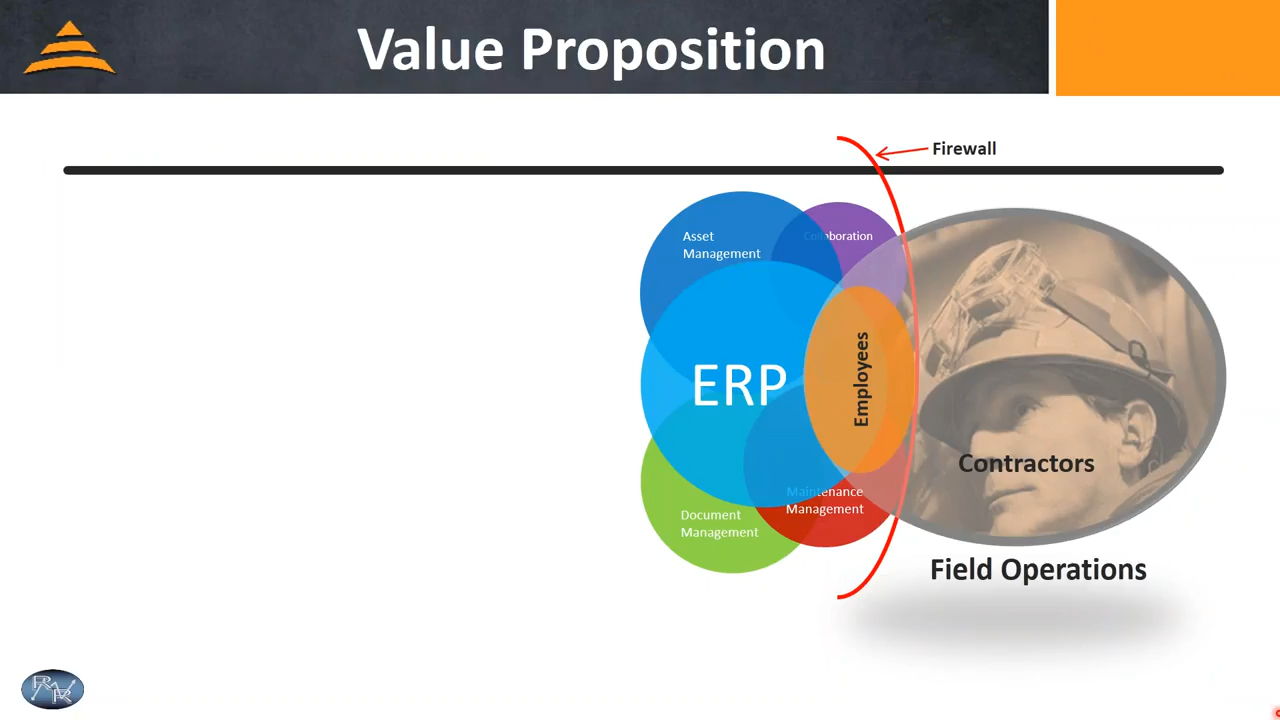 Value Proposition
Firewall
Asset
Management
Collaboration
ERP
Employees
Contractors
Maintenance
Management
Document
Management
Field Operations